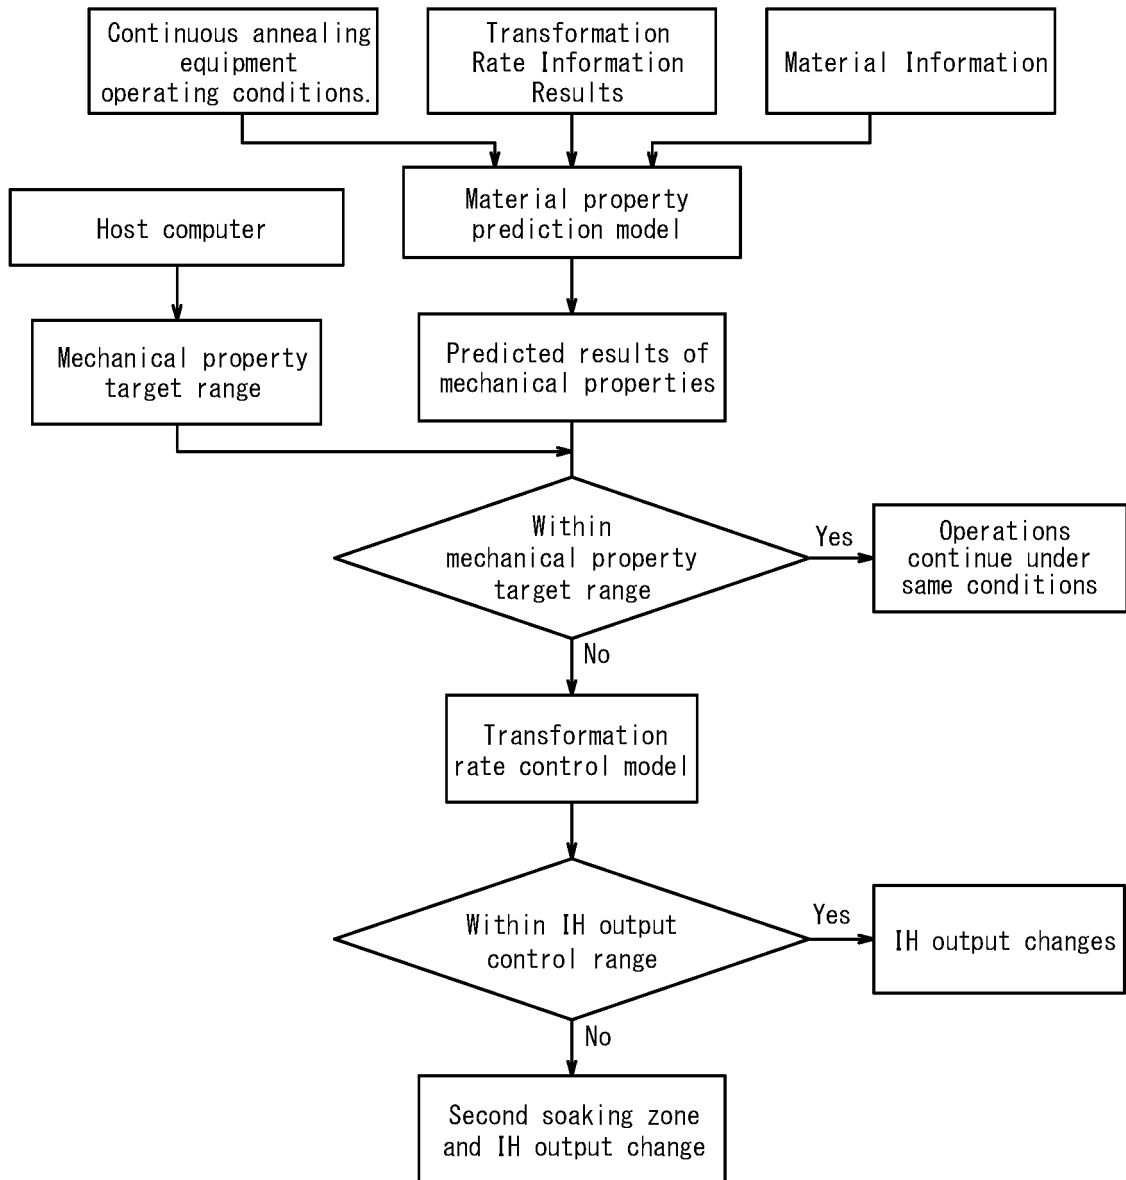 Continuous annealing
equipment
operating conditions.
Transformation
Rate Information
Results
Material Information
Material property
prediction model
Host computer
Mechanical property
target range
Predicted results of
mechanical properties
Within
mechanical property
target range
Yes
Operations
continue under
same conditions
No
Transformation
rate control model
Within IH output
control range
Yes
IH output changes
No
Second soaking zone
and IH output change